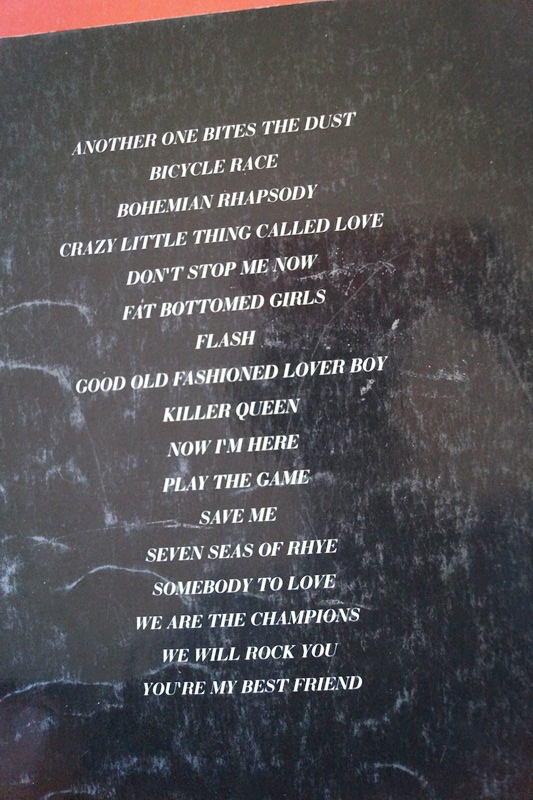 ANOTHER ONE BITES THE DUST
BICYCLE RACE
BOHEMIAN RHAPSODY
CRAZY LITTLE THING CALLED LOVE
DON'T STOP ME NOW
FAT BOTTOMED GIRLS
FLASH
GOOD OLD FASHIONED LOVER BOY
KILLER QUEEN
NOW I'M HERE
PLAY THE GAME
SAVE ME
SEVEN SEAS OF RHYE
SOMEBODY TO LOVE
WE ARE THE CHAMPIONS
WE WILL ROCK YOU
YOU'RE MY BEST FRIEND